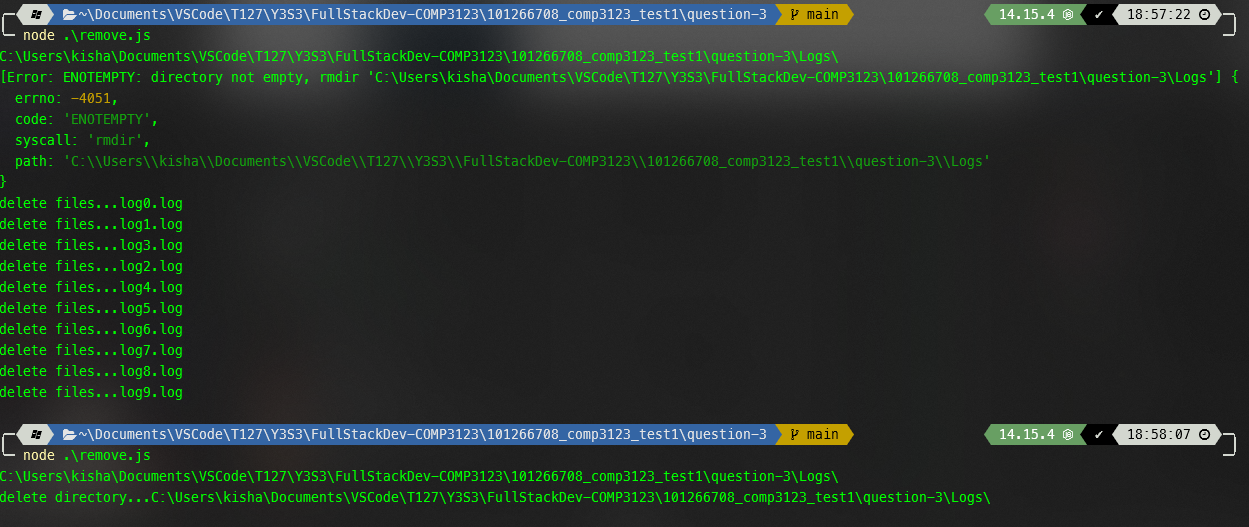 ~\Documents\VSCode\T127\Y3S3\FullStackDev-COMP3123\101266708_comp3123_test1\question-3 main 14.15.4 ✔ 18:57:22
node .\remove.js
C:\Users\kisha\Documents\VSCode\T127\Y3S3\FullStackDev-COMP3123\101266708_comp3123_test1\question-3\Logs\
[Error: ENOTEMPTY: directory not empty, rmdir 'C:\Users\kisha\Documents\VSCode\T127\Y3S3\FullStackDev-COMP3123\101266708_comp3123_test1\question-3\Logs'] {
  errno: -4051,
  code: 'ENOTEMPTY',
  syscall: 'rmdir',
  path: 'C:\\Users\\kisha\\Documents\\VSCode\\T127\\Y3S3\\FullStackDev-COMP3123\\101266708_comp3123_test1\\question-3\\Logs'
}
delete files...log0.log
delete files...log1.log
delete files...log3.log
delete files...log2.log
delete files...log4.log
delete files...log5.log
delete files...log6.log
delete files...log7.log
delete files...log8.log
delete files...log9.log
~\Documents\VSCode\T127\Y3S3\FullStackDev-COMP3123\101266708_comp3123_test1\question-3 main 14.15.4 ✔ 18:58:07
node .\remove.js
C:\Users\kisha\Documents\VSCode\T127\Y3S3\FullStackDev-COMP3123\101266708_comp3123_test1\question-3\Logs\
delete directory...C:\Users\kisha\Documents\VSCode\T127\Y3S3\FullStackDev-COMP3123\101266708_comp3123_test1\question-3\Logs\